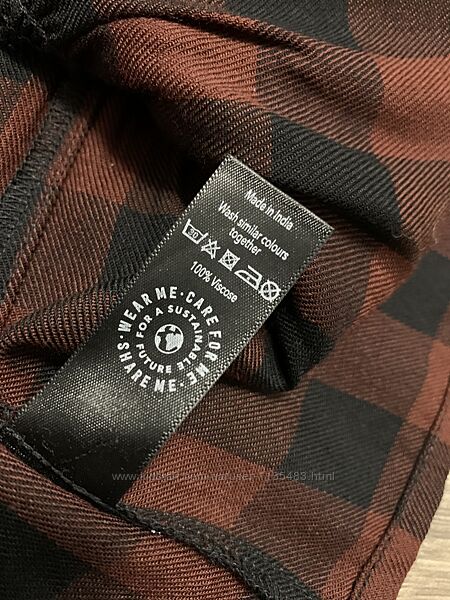 Made in India
Wash similar colours
together
30
100% Viscose
· WEAR ME · CARE FOR ME · SHARE ME
FOR A SUSTAINABLE FUTURE